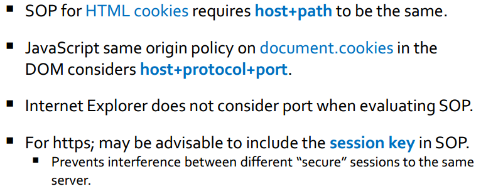 ▪ SOP for HTML cookies requires host+path to be the same.
▪ JavaScript same origin policy on document.cookies in the
DOM considers host+protocol+port.
▪ Internet Explorer does not consider port when evaluating SOP.
▪ For https; may be advisable to include the session key in SOP.
▪ Prevents interference between different “secure” sessions to the same
server.